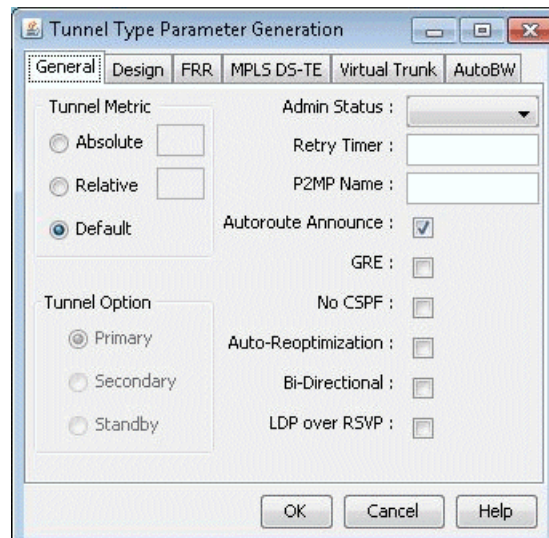 Tunnel Type Parameter Generation
General Design FRR MPLS DS-TE Virtual Trunk AutoBW
Tunnel Metric
Absolute
Relative
Default
Tunnel Option
Primary
Secondary
Standby
Admin Status :
Retry Timer :
P2MP Name :
Autoroute Announce :
GRE :
No CSPF :
Auto-Reoptimization :
Bi-Directional :
LDP over RSVP :
OK Cancel Help